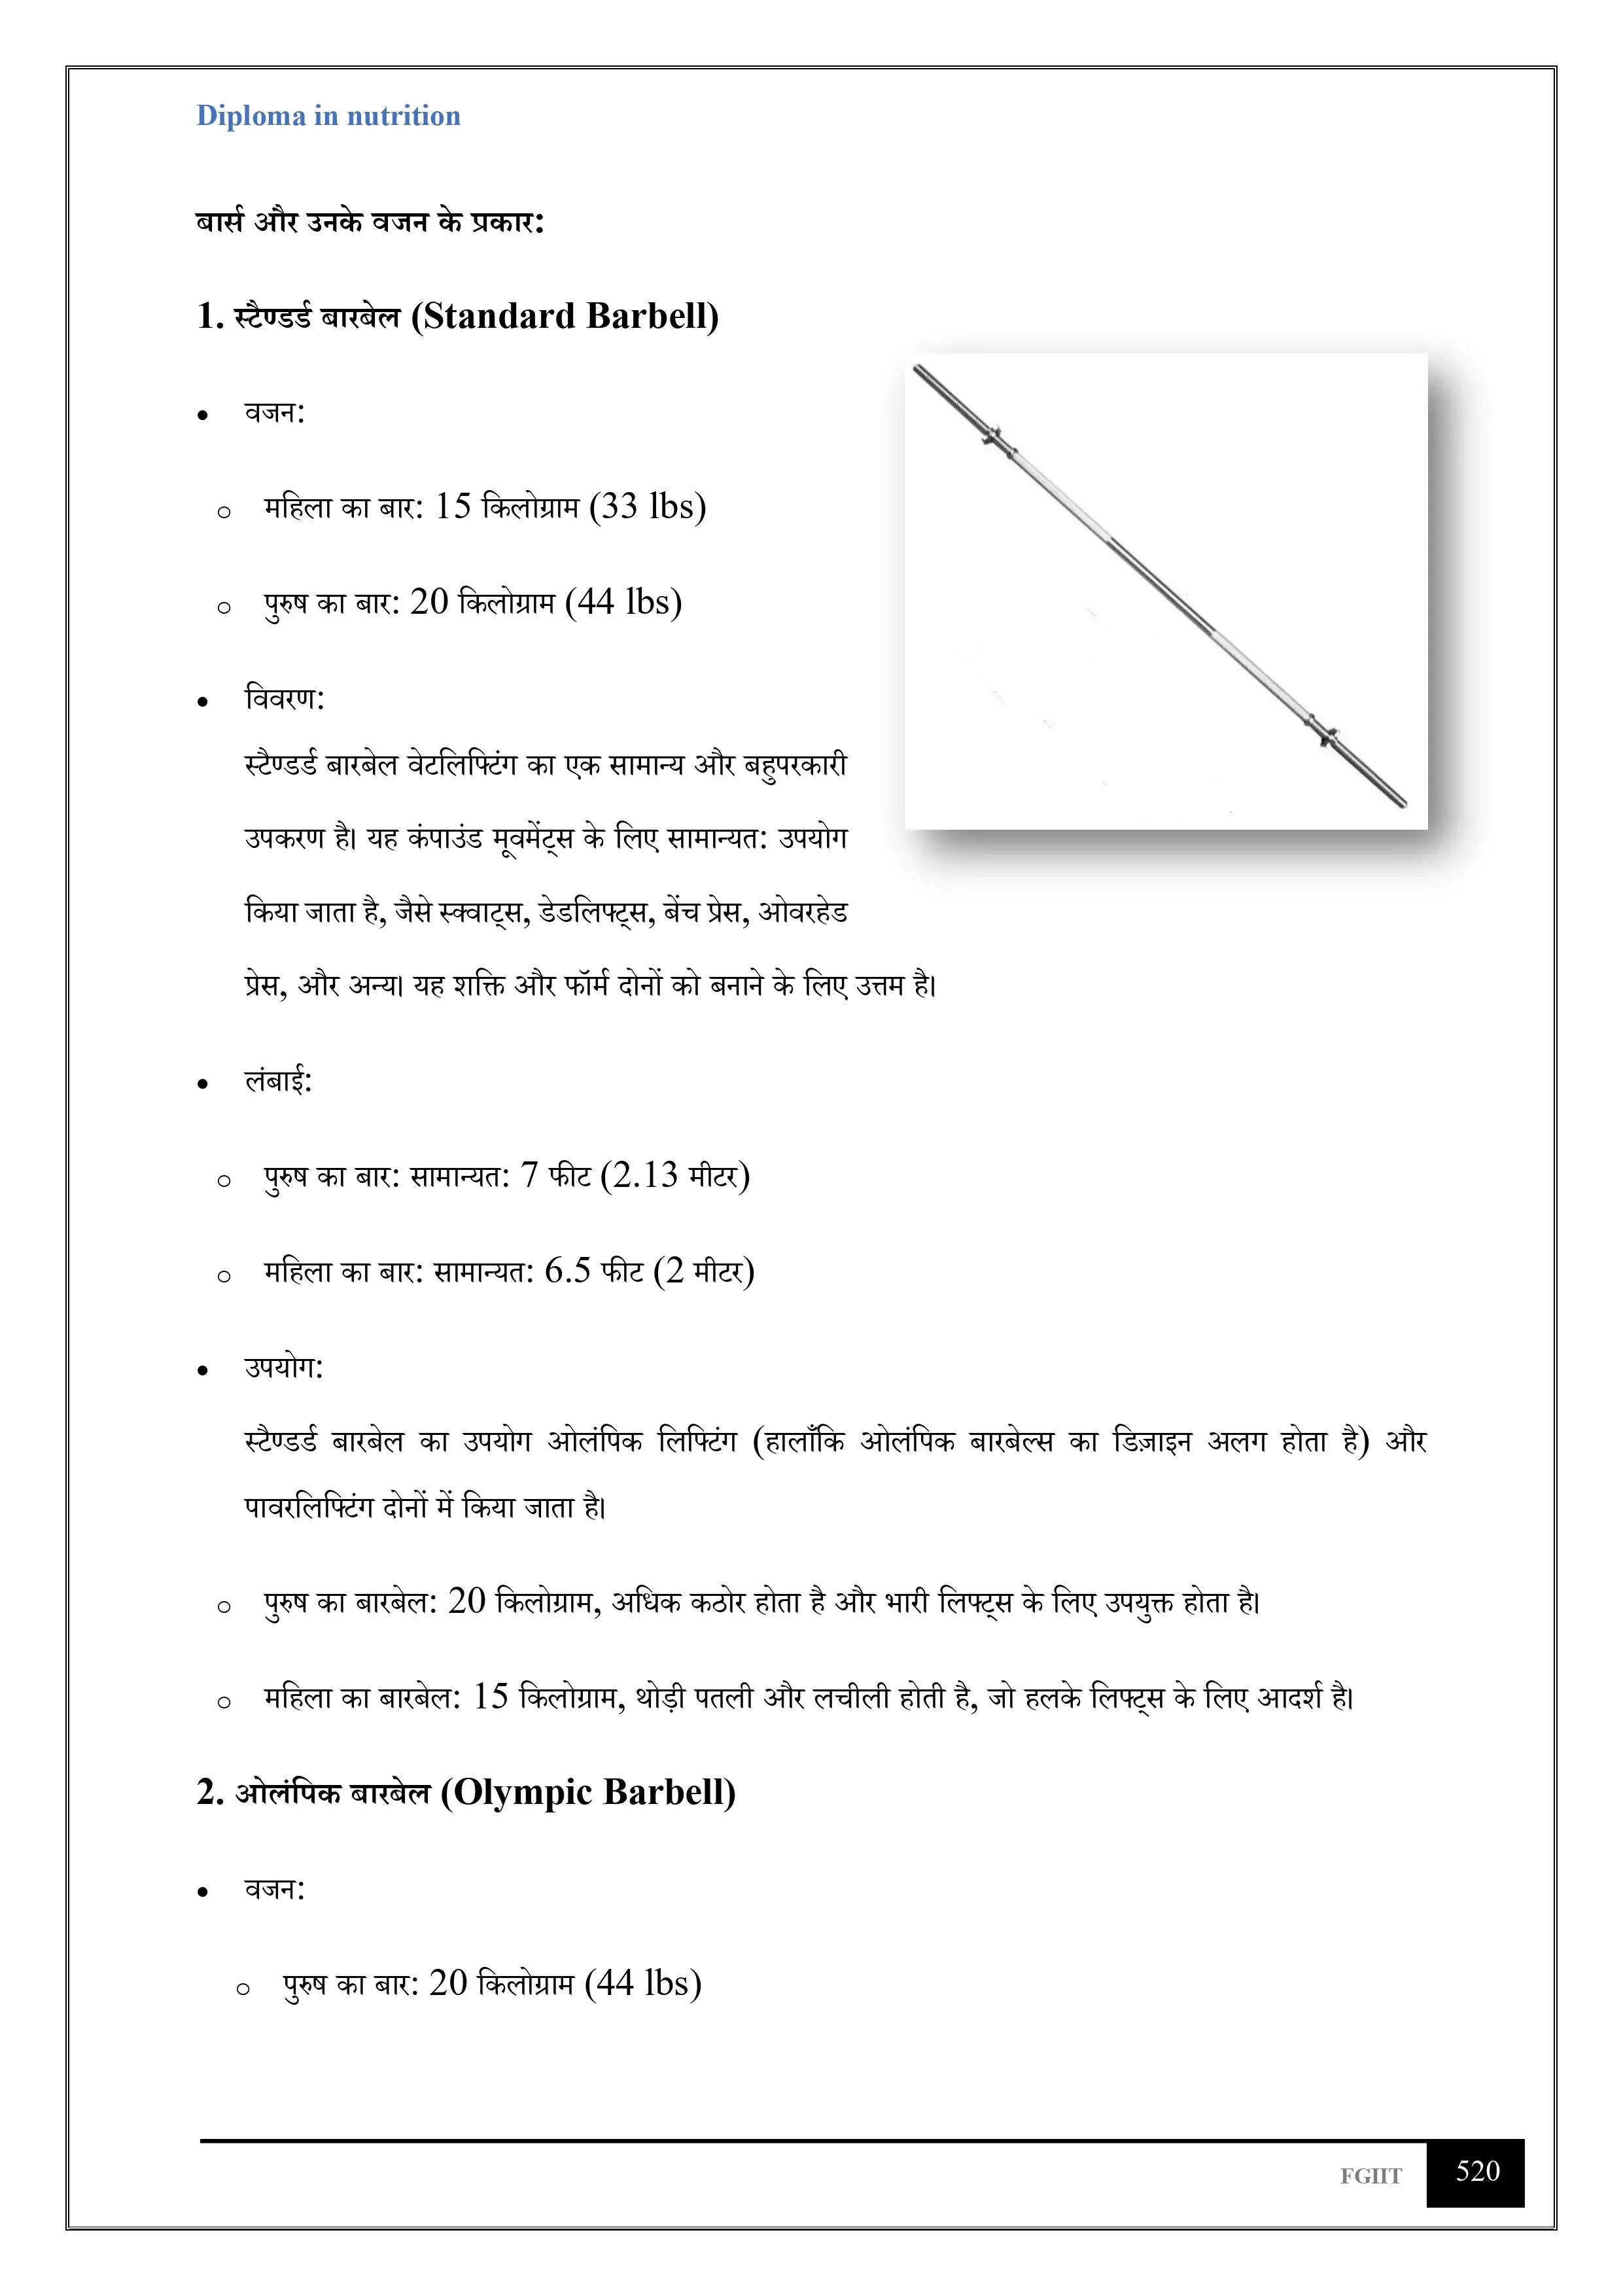 Diploma in nutrition
बार्स और उनके वजन के प्रकार:
1. स्टैण्डर्ड बारबेल (Standard Barbell)
• वजन:
o महिला का बार: 15 किलोग्राम (33 lbs)
o पुरुष का बार: 20 किलोग्राम (44 lbs)
• विवरण:
स्टैण्डर्ड बारबेल वेटलिफ्टिंग का एक सामान्य और बहुपरकारी
उपकरण है। यह कंपाउंड मूवमेंट्स के लिए सामान्यत: उपयोग
किया जाता है, जैसे स्क्वाट्स, डेडलिफ्ट्स, बेंच प्रेस, ओवरहेड
प्रेस, और अन्य। यह शक्ति और फॉर्म दोनों को बनाने के लिए उत्तम है।
• लंबाई:
o पुरुष का बार: सामान्यत: 7 फीट (2.13 मीटर)
o महिला का बार: सामान्यत: 6.5 फीट (2 मीटर)
• उपयोग:
स्टैण्डर्ड बारबेल का उपयोग ओलंपिक लिफ्टिंग (हालाँकि ओलंपिक बारबेल्स का डिज़ाइन अलग होता है) और
पावरलिफ्टिंग दोनों में किया जाता है।
o पुरुष का बारबेल: 20 किलोग्राम, अधिक कठोर होता है और भारी लिफ्ट्स के लिए उपयुक्त होता है।
o महिला का बारबेल: 15 किलोग्राम, थोड़ी पतली और लचीली होती है, जो हलके लिफ्ट्स के लिए आदर्श है।
2. ओलंपिक बारबेल (Olympic Barbell)
• वजन:
o पुरुष का बार: 20 किलोग्राम (44 lbs)
FGIIT 520